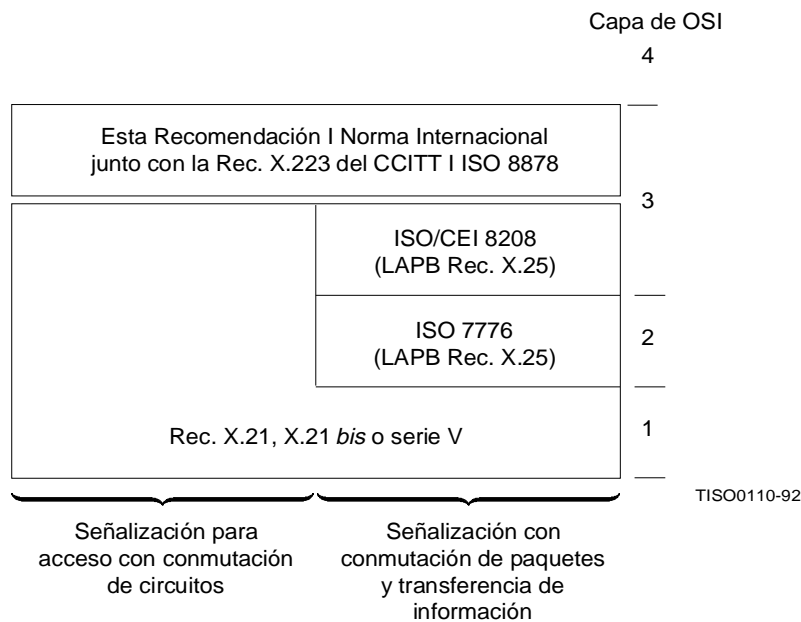 Capa de OSI
4
Esta Recomendación I Norma Internacional
junto con la Rec. X.223 del CCITT I ISO 8878
3
ISO/CEI 8208
(LAPB Rec. X.25)
ISO 7776
(LAPB Rec. X.25)
2
Rec. X.21, X.21 bis o serie V
1
TISO0110-92
Señalización para
acceso con conmutación
de circuitos
Señalización con
conmutación de paquetes
y transferencia de
información